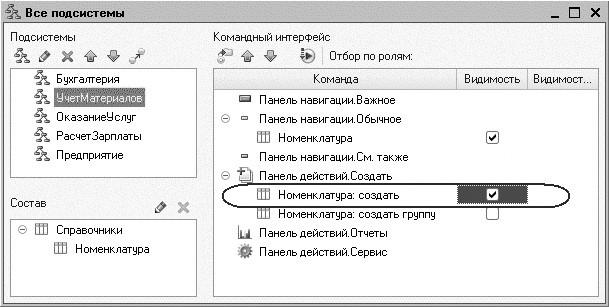 Все подсистемы
Подсистемы
Бухгалтерия
УчетМатериалов
ОказаниеУслуг
РасчетЗарплаты
Предприятие
Состав
Справочники
Номенклатура
Командный интерфейс
Отбор по ролям:
Команда Видимость Видимост...
Панель навигации.Важное
Панель навигации.Обычное
Номенклатура
Панель навигации.См. также
Панель действий.Создать
Номенклатура: создать
Номенклатура: создать группу
Панель действий.Отчеты
Панель действий.Сервис